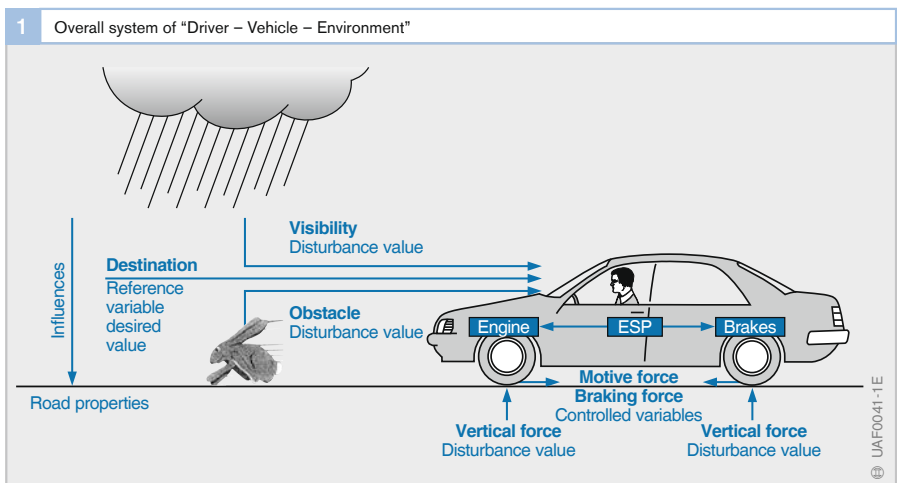 1 Overall system of “Driver – Vehicle – Environment”
Visibility
Disturbance value
Influences
Destination
Reference
variable
desired
value
Obstacle
Disturbance value
Engine ESP Brakes
Motive force
Braking force
Controlled variables
Road properties
Vertical force
Disturbance value
Vertical force
Disturbance value
UAF0041-1E